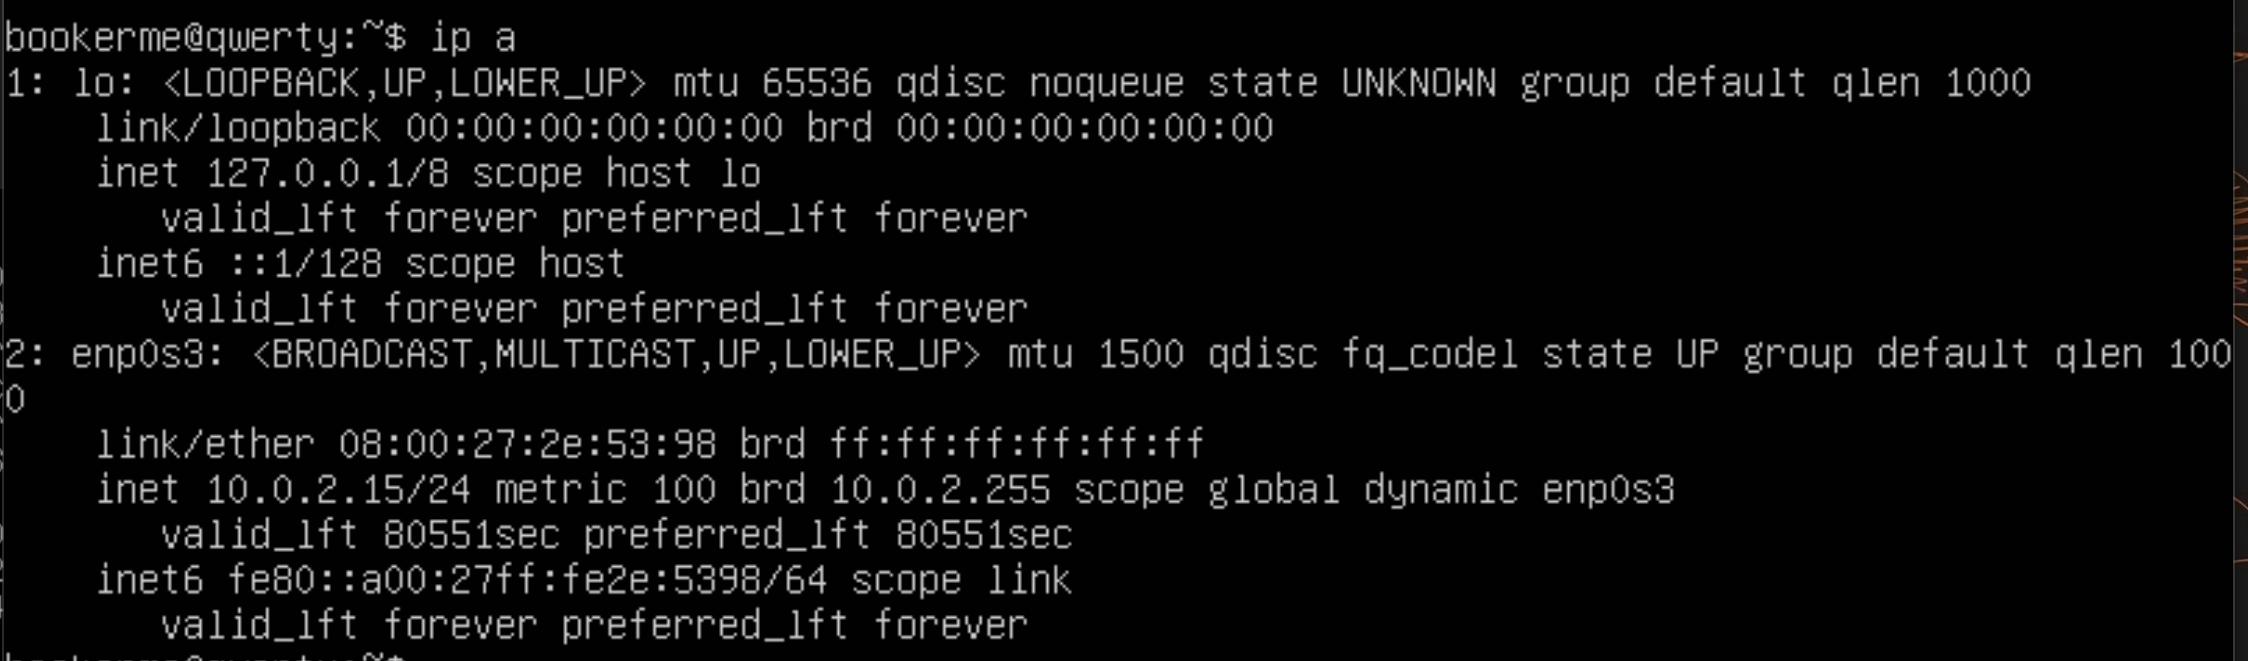 bookerme@qwerty:~$ ip a
1: lo: <LOOPBACK,UP,LOWER_UP> mtu 65536 qdisc noqueue state UNKNOWN group default qlen 1000
    link/loopback 00:00:00:00:00:00 brd 00:00:00:00:00:00
    inet 127.0.0.1/8 scope host lo
       valid_lft forever preferred_lft forever
    inet6 ::1/128 scope host
       valid_lft forever preferred_lft forever
2: enp0s3: <BROADCAST,MULTICAST,UP,LOWER_UP> mtu 1500 qdisc fq_codel state UP group default qlen 100
0
    link/ether 08:00:27:2e:53:98 brd ff:ff:ff:ff:ff:ff
    inet 10.0.2.15/24 metric 100 brd 10.0.2.255 scope global dynamic enp0s3
       valid_lft 80551sec preferred_lft 80551sec
    inet6 fe80::a00:27ff:fe2e:5398/64 scope link
       valid_lft forever preferred_lft forever
bookerme@qwerty:~$